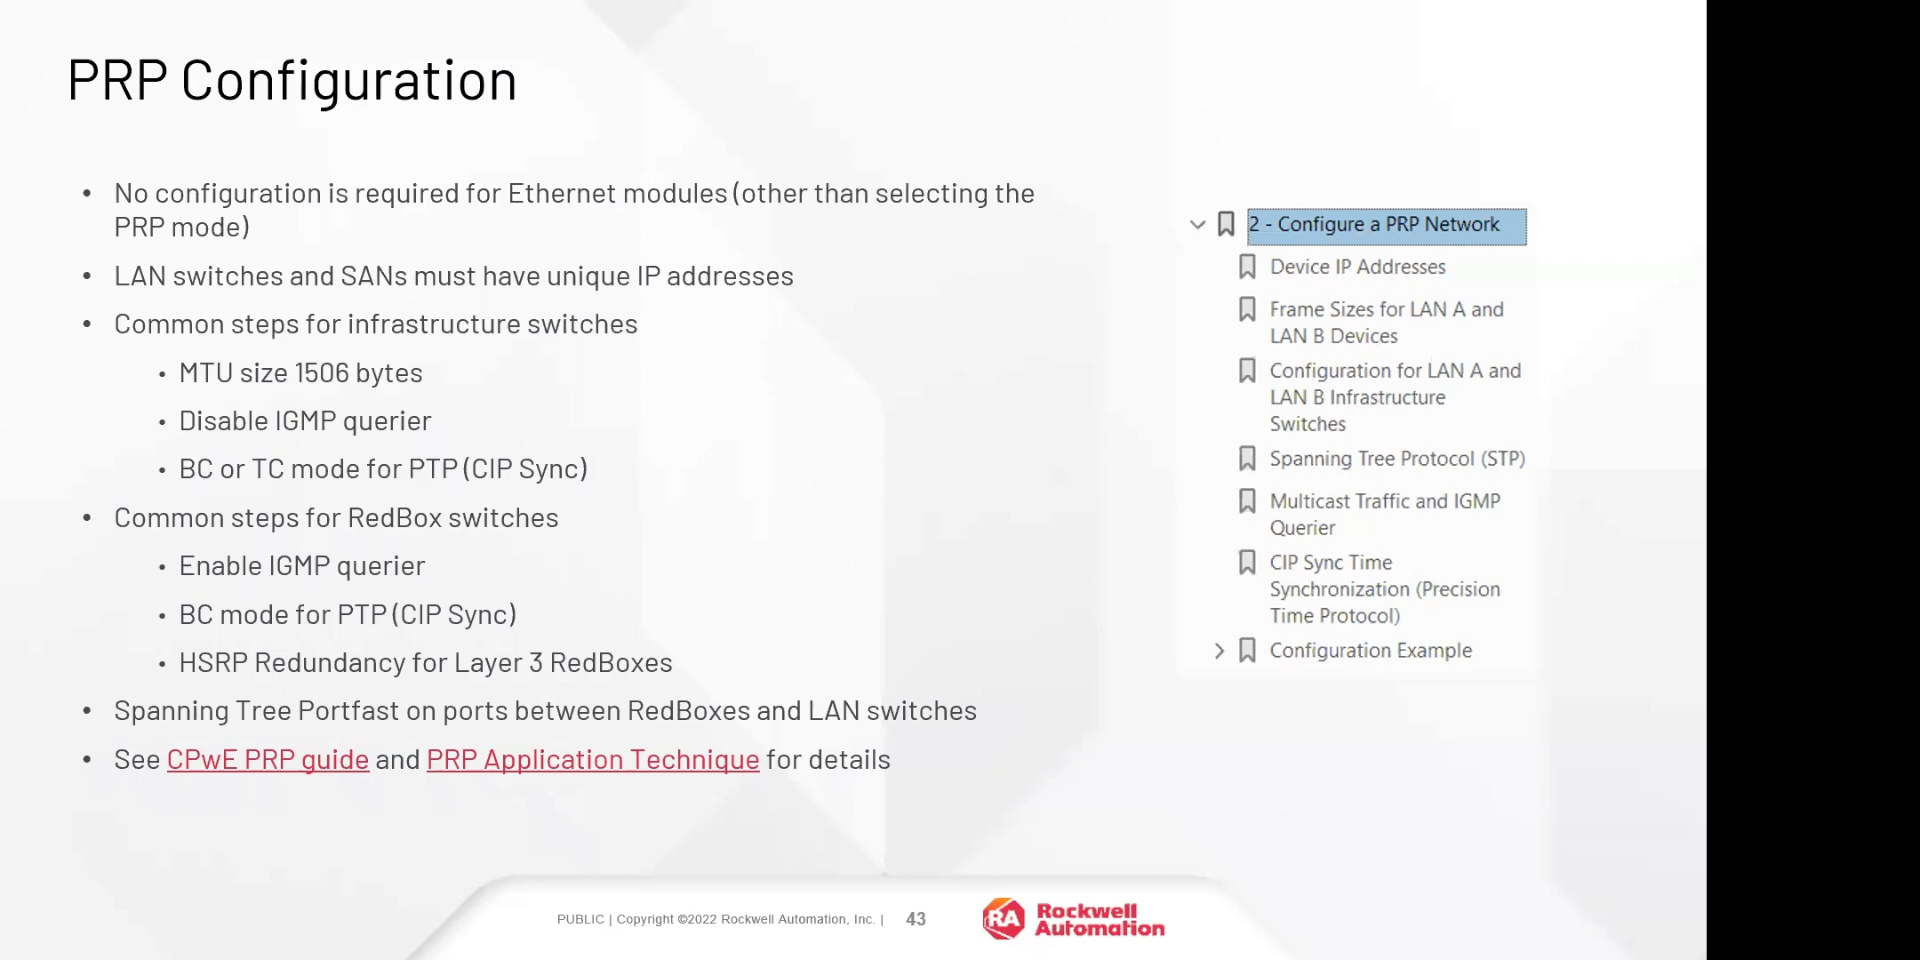 PRP Configuration
• No configuration is required for Ethernet modules (other than selecting the
PRP mode)
• LAN switches and SANs must have unique IP addresses
• Common steps for infrastructure switches
• MTU size 1506 bytes
• Disable IGMP querier
• BC or TC mode for PTP (CIP Sync)
• Common steps for RedBox switches
• Enable IGMP querier
• BC mode for PTP (CIP Sync)
• HSRP Redundancy for Layer 3 RedBoxes
• Spanning Tree Portfast on ports between RedBoxes and LAN switches
• See CPwE PRP guide and PRP Application Technique for details
2 - Configure a PRP Network
Device IP Addresses
Frame Sizes for LAN A and
LAN B Devices
Configuration for LAN A and
LAN B Infrastructure
Switches
Spanning Tree Protocol (STP)
Multicast Traffic and IGMP
Querier
CIP Sync Time
Synchronization (Precision
Time Protocol)
Configuration Example
PUBLIC | Copyright ©2022 Rockwell Automation, Inc. | 43
RA Rockwell
Automation